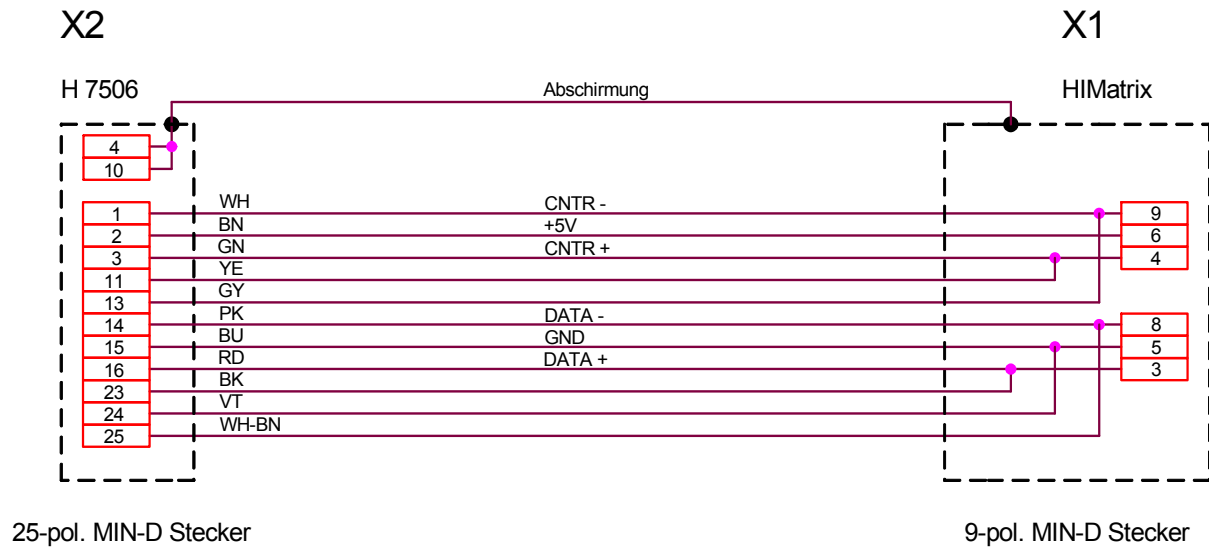 X2 X1
H 7506 Abschirmung HIMatrix
4
10
1 WH CNTR - 9
2 BN +5V 6
3 GN CNTR + 4
11 YE
13 GY
14 PK DATA - 8
15 BU GND 5
16 RD DATA + 3
23 BK
24 VT
25 WH-BN
25-pol. MIN-D Stecker 9-pol. MIN-D Stecker